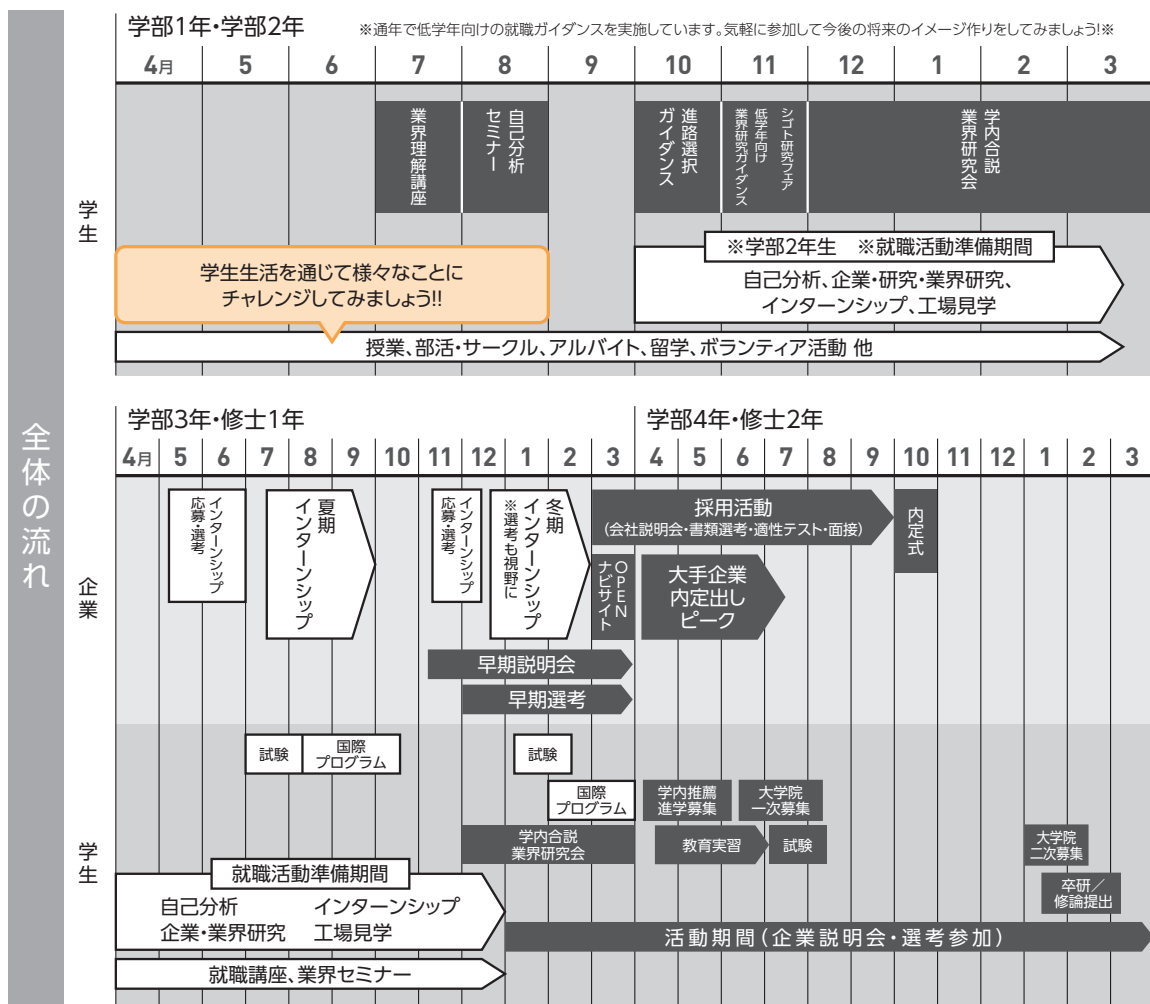 全体の流れ
学部1年・学部2年
※通年で低学年向けの就職ガイダンスを実施しています。気軽に参加して今後の将来のイメージ作りをしてみましょう!※
4月 5 6 7 8 9 10 11 12 1 2 3
学生
業界理解講座
自己分析
セミナー
進路選択
ガイダンス
シゴト研究フェア
低学年向け
業界研究ガイダンス
学内合説
業界研究会
※学部2年生 ※就職活動準備期間
自己分析、企業・研究・業界研究、
インターンシップ、工場見学
学生生活を通じて様々なことに
チャレンジしてみましょう!!
授業、部活・サークル、アルバイト、留学、ボランティア活動 他
学部3年・修士1年
学部4年・修士2年
4月 5 6 7 8 9 10 11 12 1 2 3 4 5 6 7 8 9 10 11 12 1 2 3
企業
インターンシップ
応募・選考
夏期
インターンシップ
インターンシップ
応募・選考
冬期
インターンシップ
※選考も視野に
採用活動
(会社説明会・書類選考・適性テスト・面接)
内定式
OPEN
ナビサイト
大手企業
内定出し
ピーク
早期説明会
早期選考
学生
試験
国際
プログラム
試験
国際
プログラム
学内推薦
進学募集
大学院
一次募集
学内合説
業界研究会
教育実習
試験
大学院
二次募集
就職活動準備期間
自己分析 インターンシップ
企業・業界研究 工場見学
卒研/
修論提出
活動期間(企業説明会・選考参加)
就職講座、業界セミナー